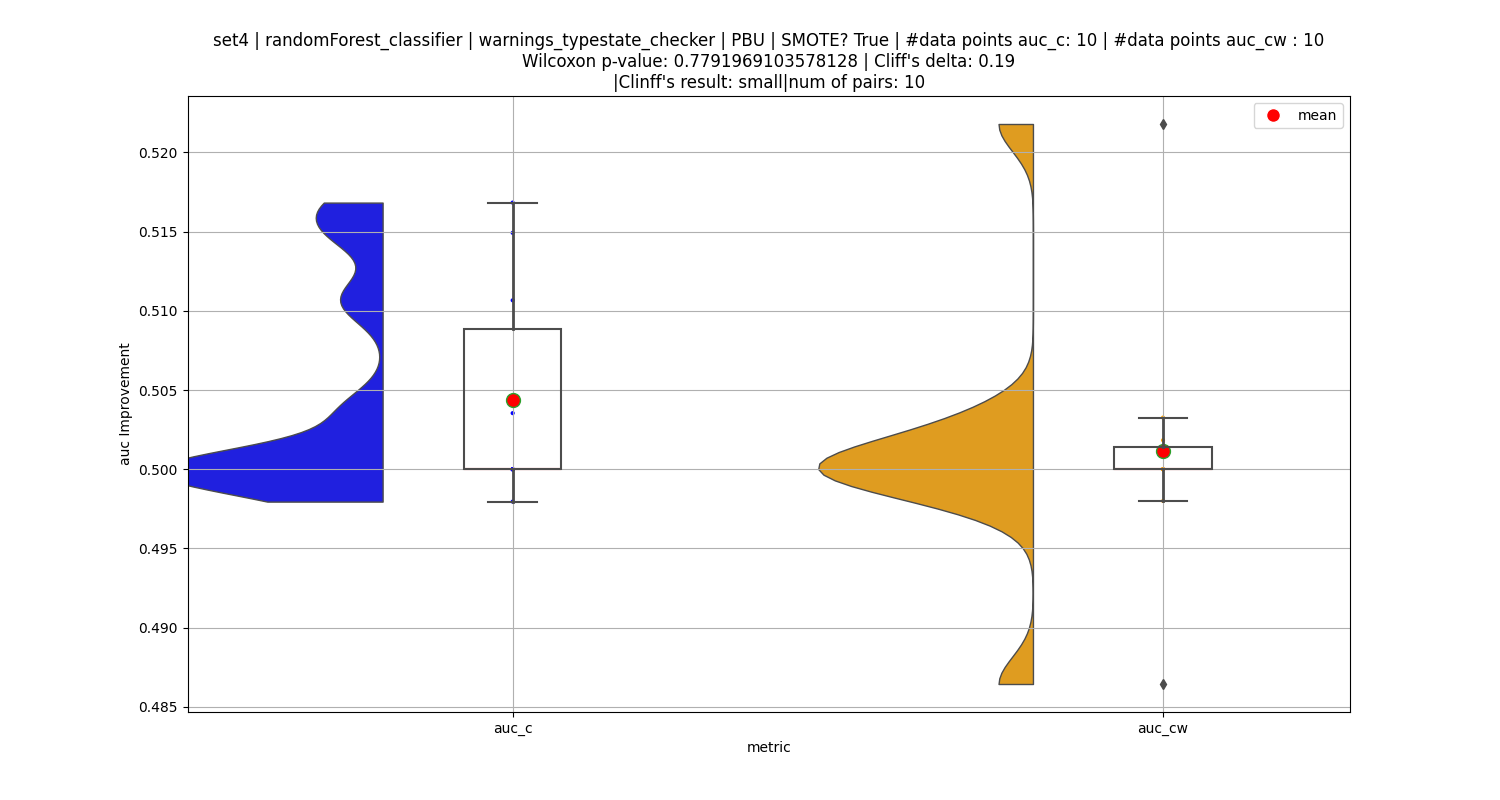 set4 | randomForest_classifier | warnings_typestate_checker | PBU | SMOTE? True | #data points auc_c: 10 | #data points auc_cw : 10
Wilcoxon p-value: 0.7791969103578128 | Cliff's delta: 0.19
|Clinff's result: small|num of pairs: 10
mean
0.520
0.515
0.510
0.505
0.500
0.495
0.490
0.485
auc Improvement
auc_c
auc_cw
metric